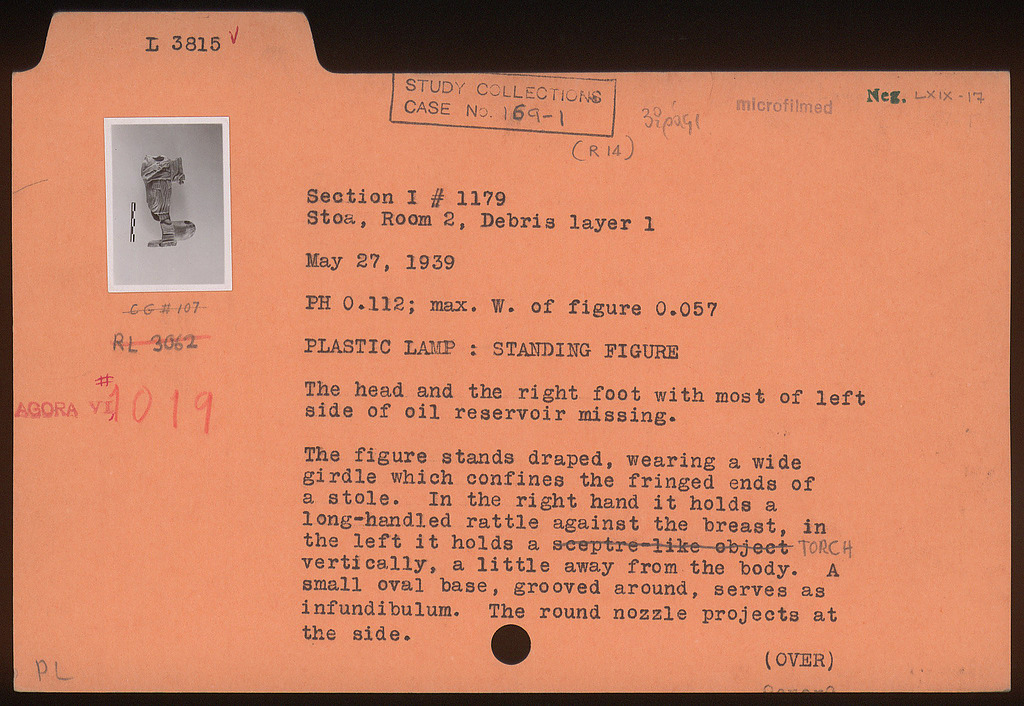 L 3815 √
STUDY COLLECTIONS
CASE No. 169-1
(R 14)
microfilmed
Neg. LXIX-17
Section I # 1179
Stoa, Room 2, Debris layer 1
May 27, 1939
PH 0.112; max. W. of figure 0.057
C G # 107
RL 3062
PLASTIC LAMP : STANDING FIGURE
AGORA VII, # 1019
The head and the right foot with most of left
side of oil reservoir missing.
The figure stands draped, wearing a wide
girdle which confines the fringed ends of
a stole. In the right hand it holds a
long-handled rattle against the breast, in
the left it holds a sceptre-like object TORCH
vertically, a little away from the body. A
small oval base, grooved around, serves as
infundibulum. The round nozzle projects at
the side.
(OVER)
PL